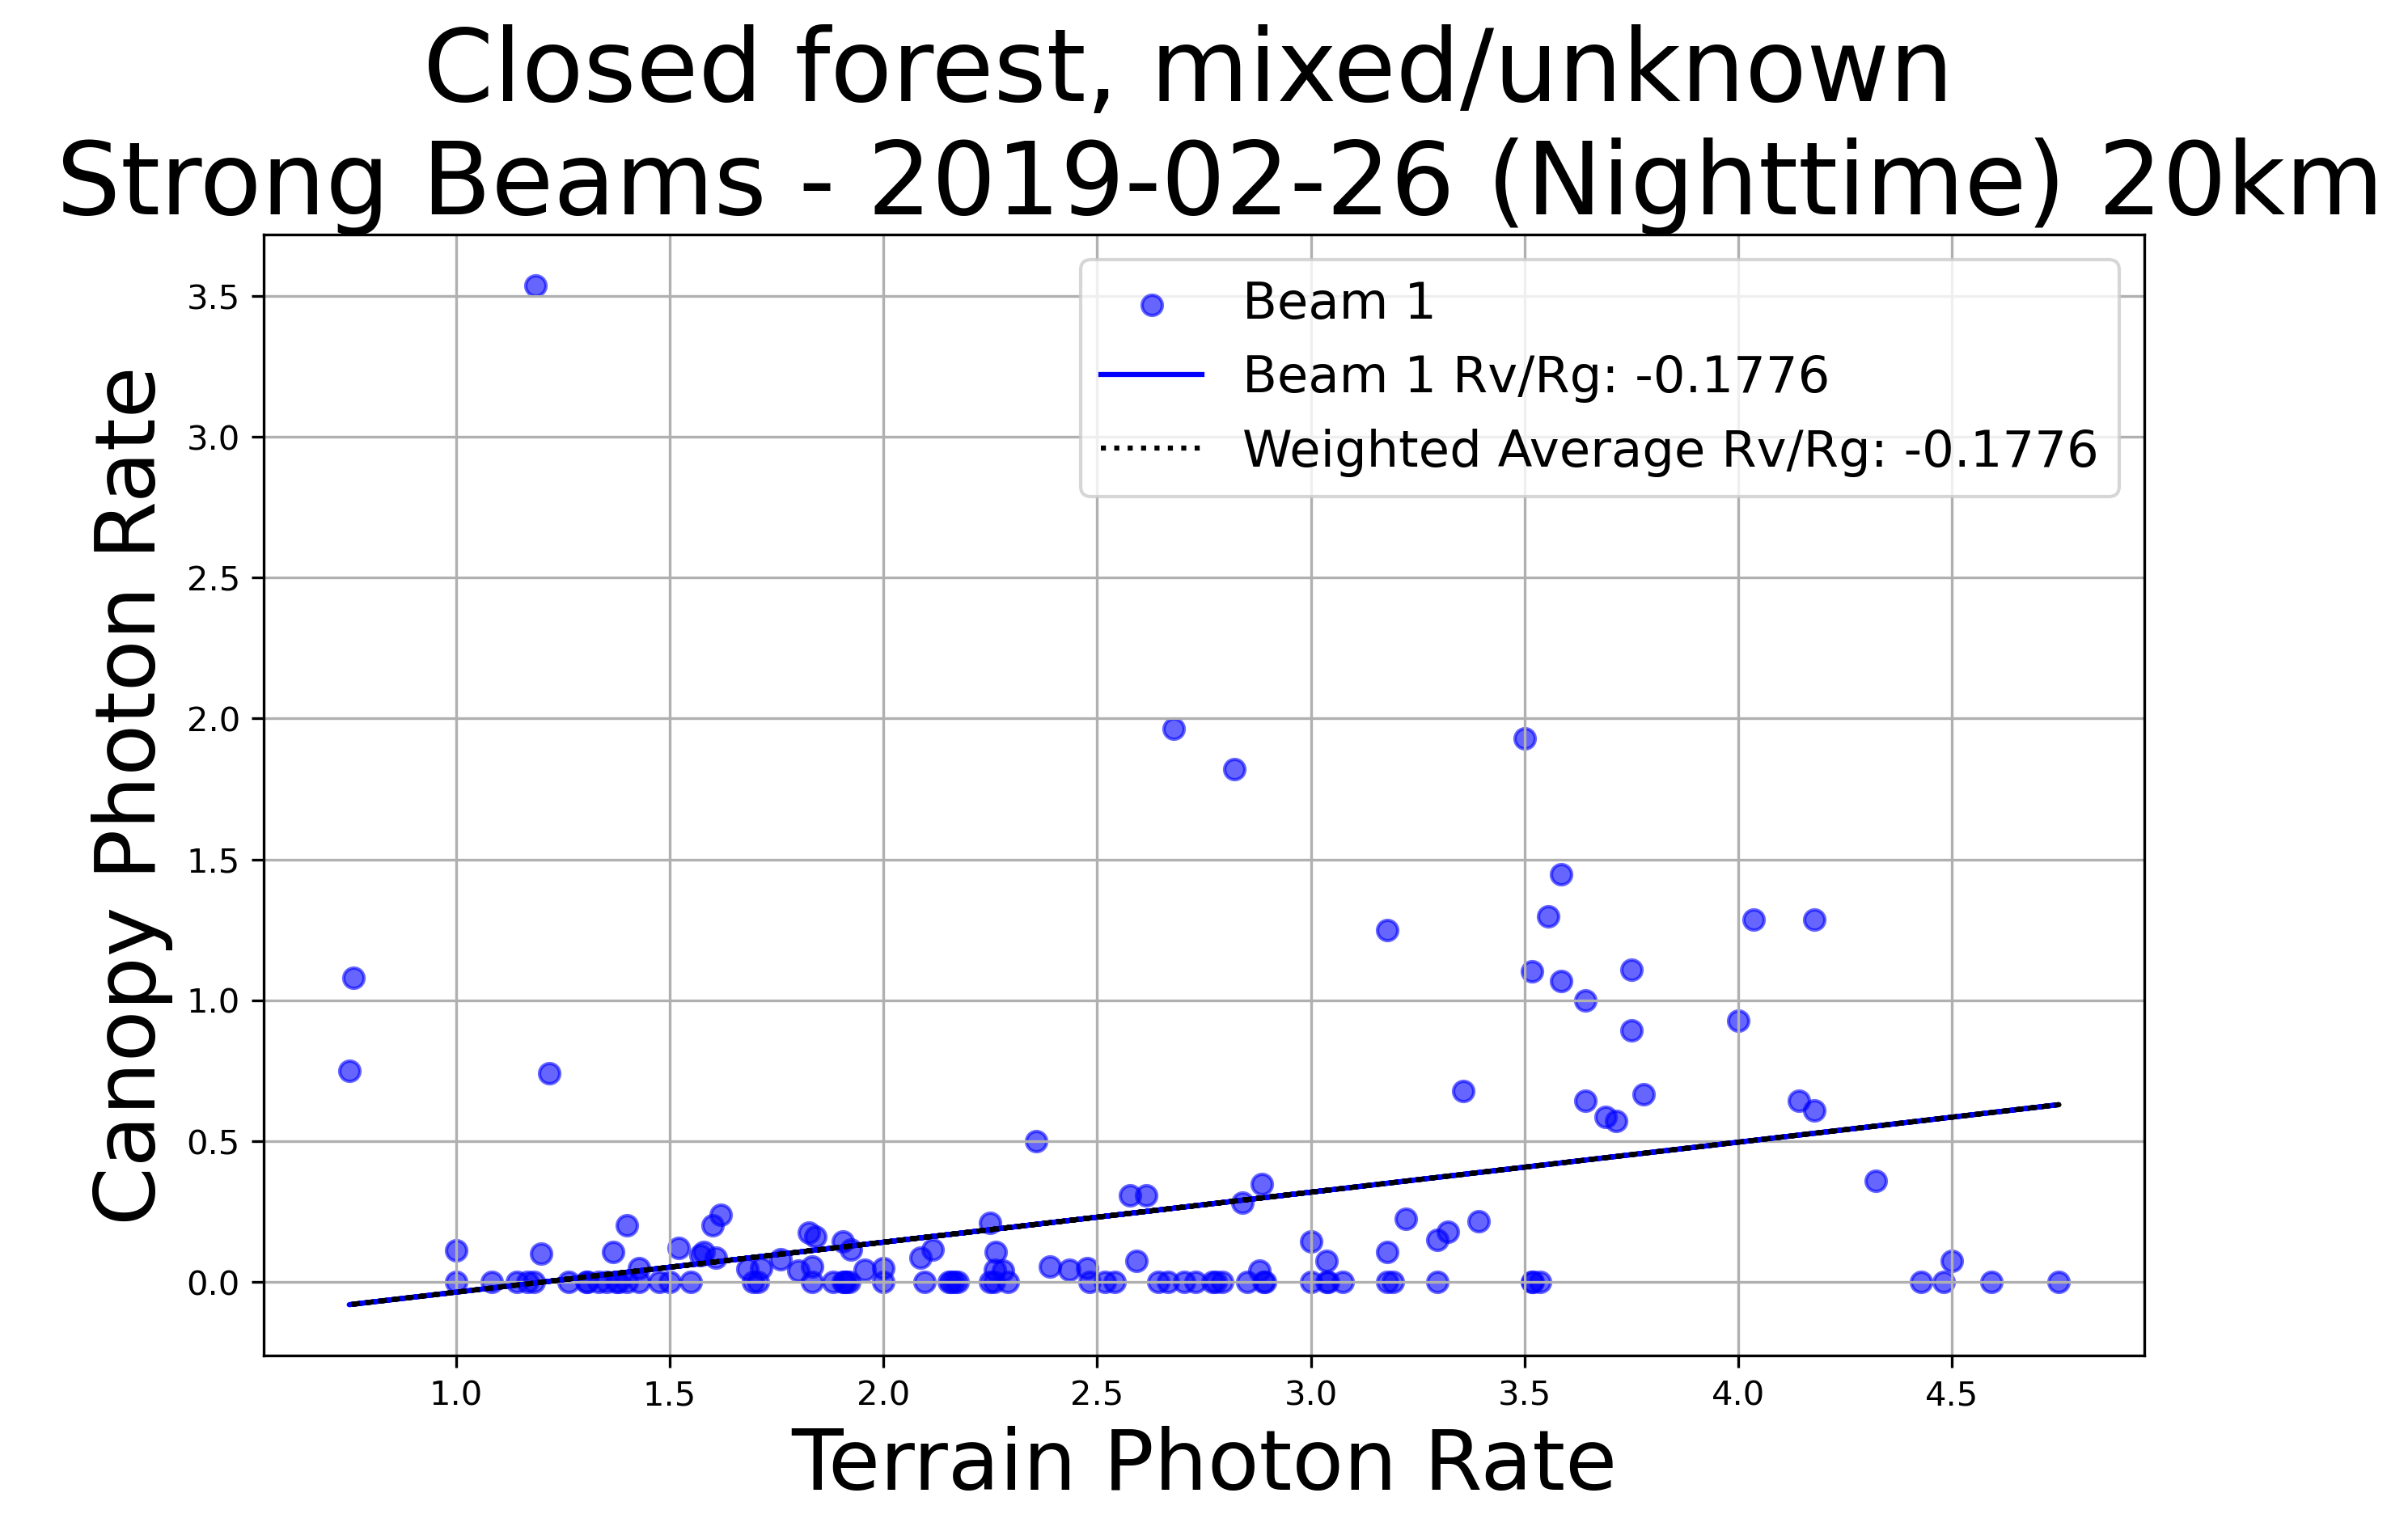 Closed forest, mixed/unknown
Strong Beams - 2019-02-26 (Nighttime) 20km
Beam 1
Beam 1 Rv/Rg: -0.1776
Weighted Average Rv/Rg: -0.1776
Canopy Photon Rate
3.5
3.0
2.5
2.0
1.5
1.0
0.5
0.0
1.0 1.5 2.0 2.5 3.0 3.5 4.0 4.5
Terrain Photon Rate